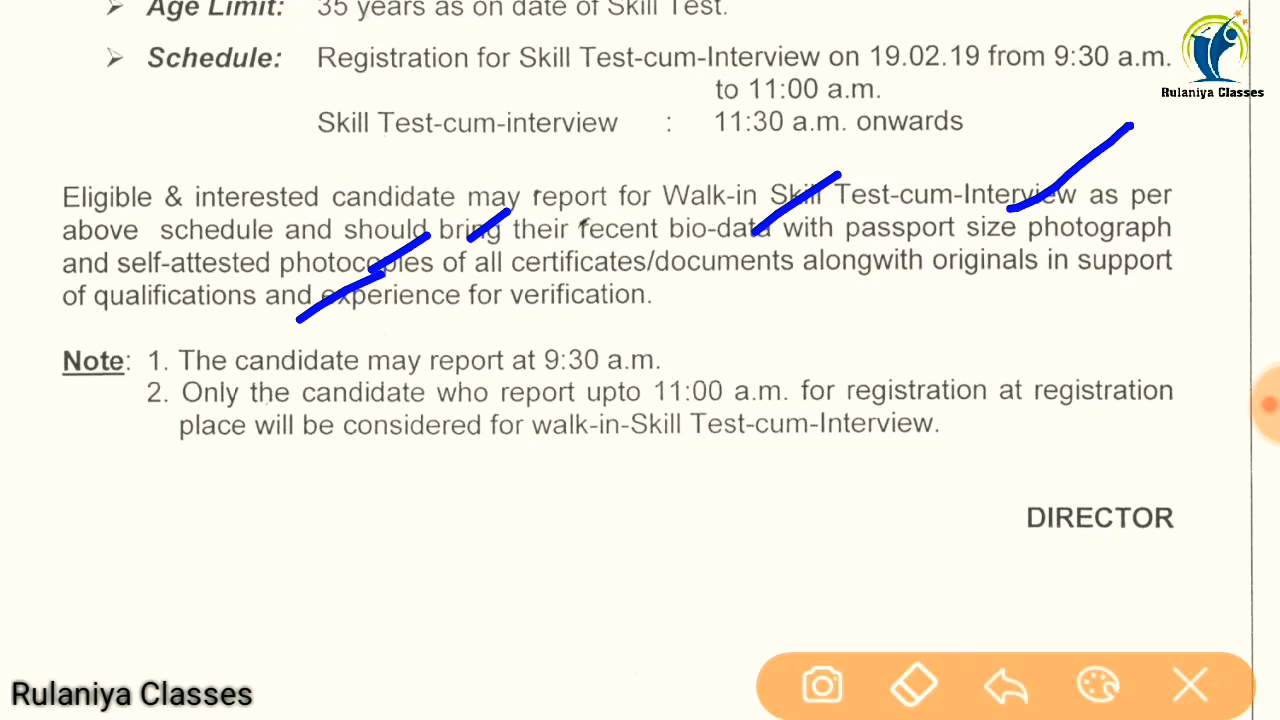 ➢ Age Limit: 35 years as on date of Skill Test.
➢ Schedule: Registration for Skill Test-cum-Interview on 19.02.19 from 9:30 a.m.
to 11:00 a.m.
Skill Test-cum-interview : 11:30 a.m. onwards
Rulaniya Classes
Eligible & interested candidate may report for Walk-in Skill Test-cum-Interview as per
above schedule and should bring their recent bio-data with passport size photograph
and self-attested photocopies of all certificates/documents alongwith originals in support
of qualifications and experience for verification.
Note: 1. The candidate may report at 9:30 a.m.
2. Only the candidate who report upto 11:00 a.m. for registration at registration
place will be considered for walk-in-Skill Test-cum-Interview.
DIRECTOR
Rulaniya Classes